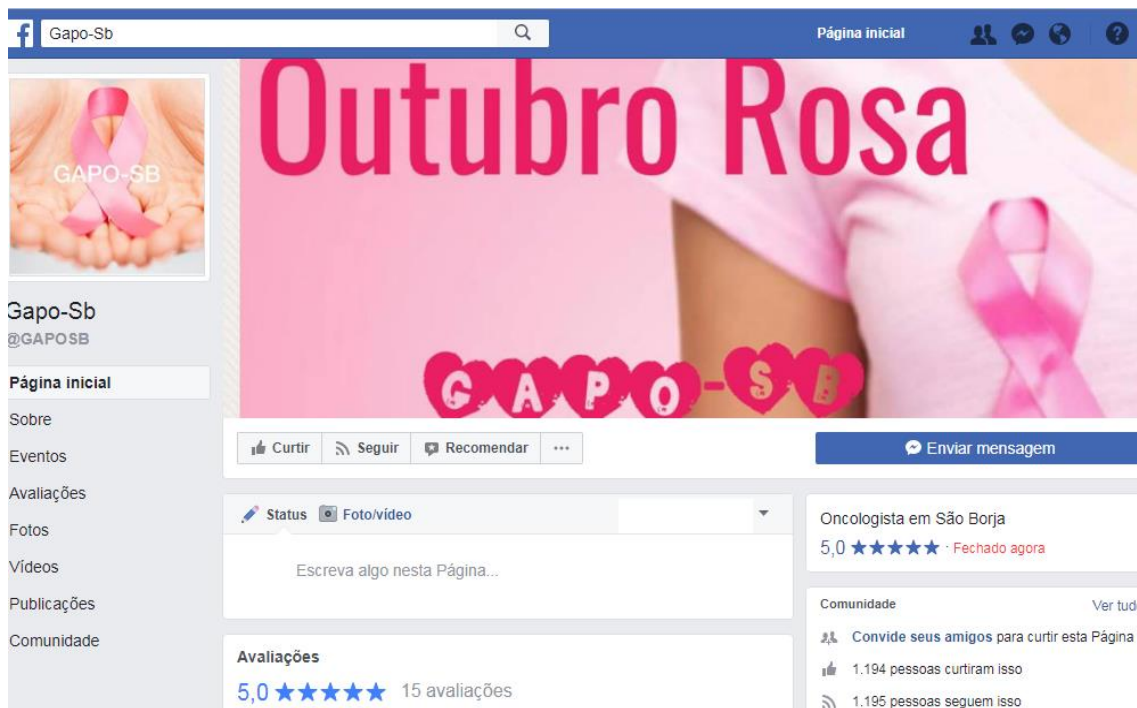 f
Gapo-Sb
Página inicial
?
GAPO-SB
Outubro Rosa
GAPO-SB
Gapo-Sb
@GAPOSB
Página inicial
Sobre
Eventos
Avaliações
Fotos
Vídeos
Publicações
Comunidade
Curtir
Seguir
Recomendar
...
Enviar mensagem
Status
Foto/vídeo
Escreva algo nesta Página...
Avaliações
5,0 ★★★★★ 15 avaliações
Oncologista em São Borja
5,0 ★★★★★ · Fechado agora
Comunidade
Ver tud
Convide seus amigos para curtir esta Página
1.194 pessoas curtiram isso
1.195 pessoas seguem isso